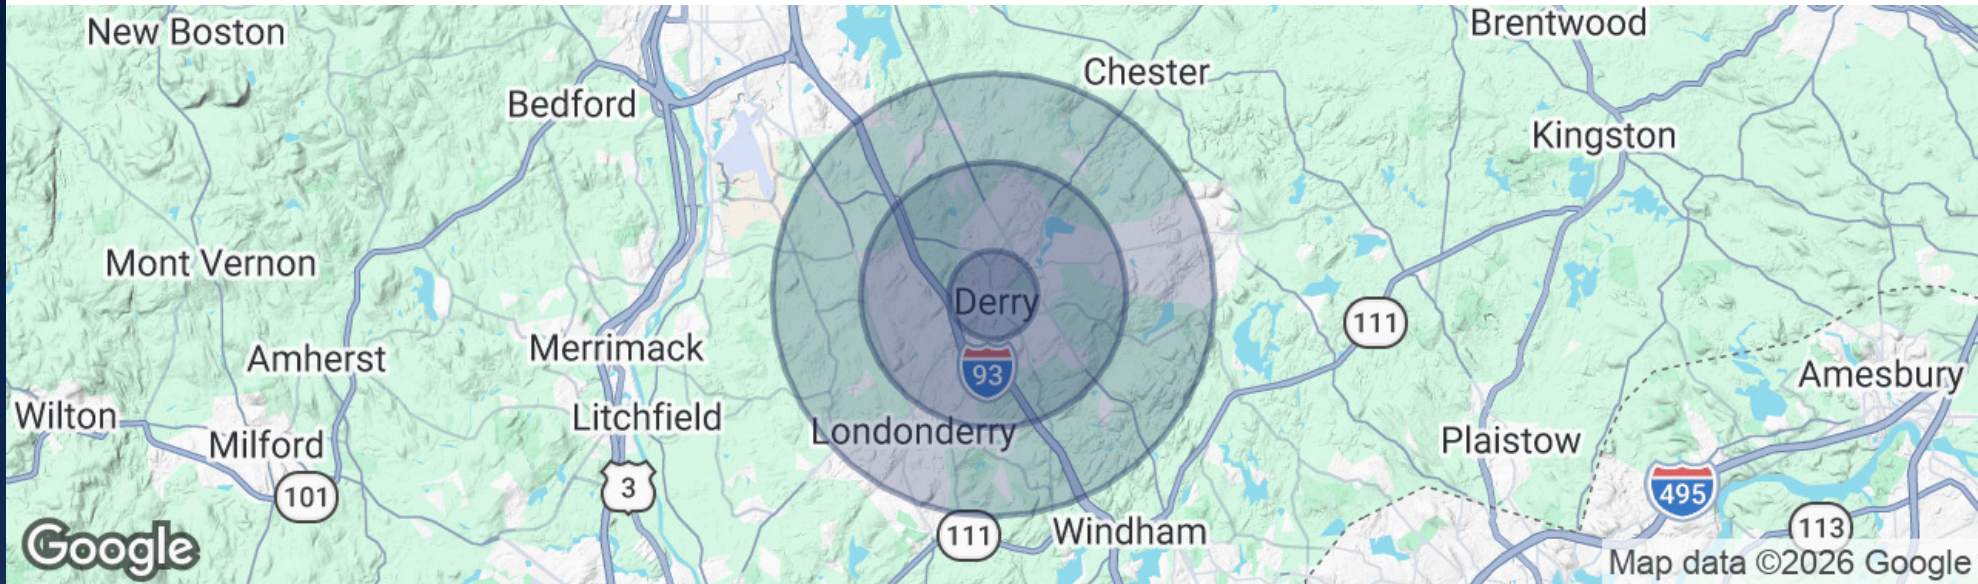 New Boston
Brentwood
Chester
Bedford
Kingston
Mont Vernon
Derry
111
Merrimack
Amherst
93
Amesbury
Wilton
Litchfield
Londonderry
Milford
Plaistow
3
101
495
111
Windham
113
Google
Map data ©2026 Google